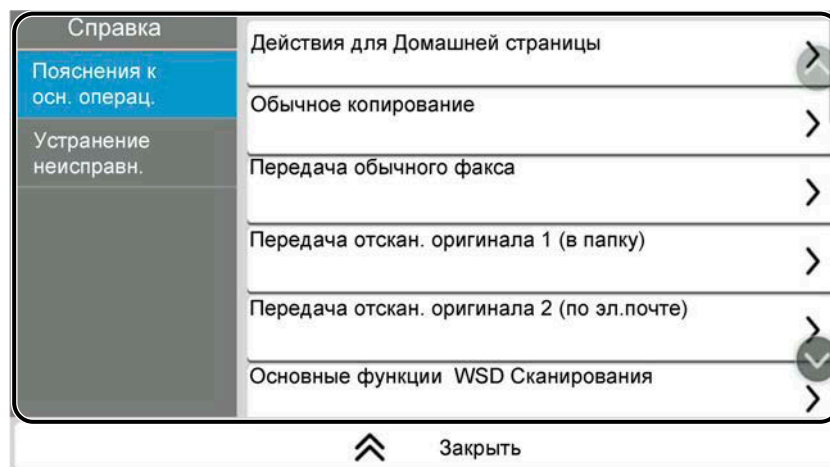 Справка
Пояснения к
осн. операц.
Устранение
неисправн.
Действия для Домашней страницы
Обычное копирование
Передача обычного факса
Передача отскан. оригинала 1 (в папку)
Передача отскан. оригинала 2 (по эл.почте)
Основные функции WSD Сканирования
Закрыть